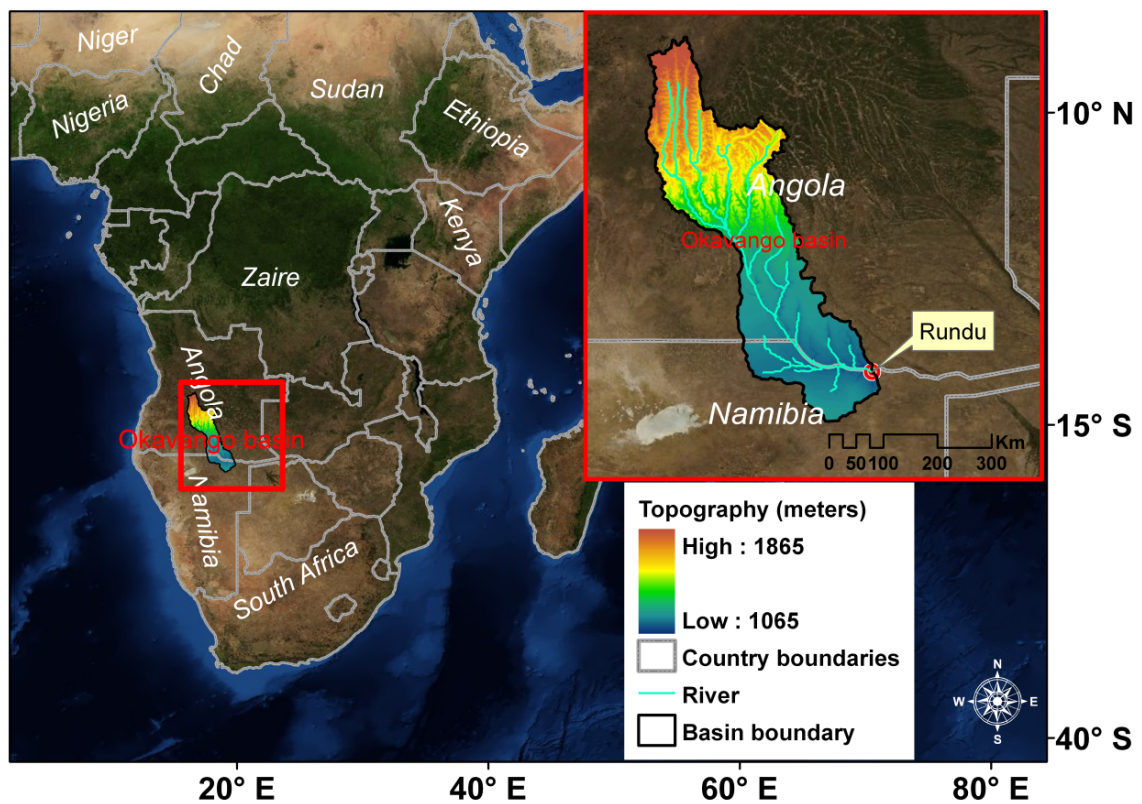 Niger
Chad
Sudan
Nigeria
Ethiopia
Kenya
Zaire
Angola
Okavango basin
Namibia
South Africa
Angola
Okavango basin
Rundu
Namibia
Km
0 50 100 200 300
10° N
15° S
40° S
Topography (meters)
High : 1865
Low : 1065
Country boundaries
River
Basin boundary
N
W E
S
20° E 40° E 60° E 80° E